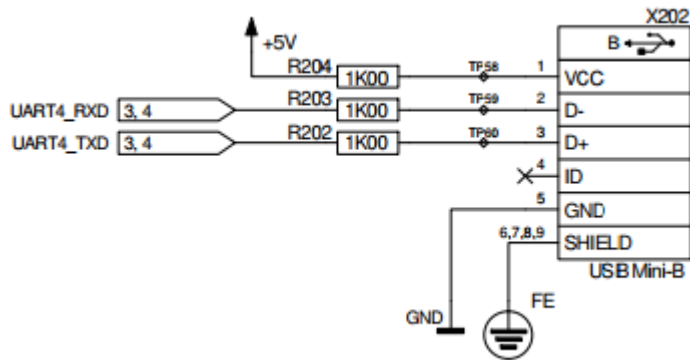 X202
B
+5V
R204 1K00 TP58 1 VCC
UART4_RXD 3, 4 R203 1K00 TP59 2 D-
UART4_TXD 3, 4 R202 1K00 TP60 3 D+
4 ID
5 GND
6,7,8,9 SHIELD
USB Mini-B
GND FE